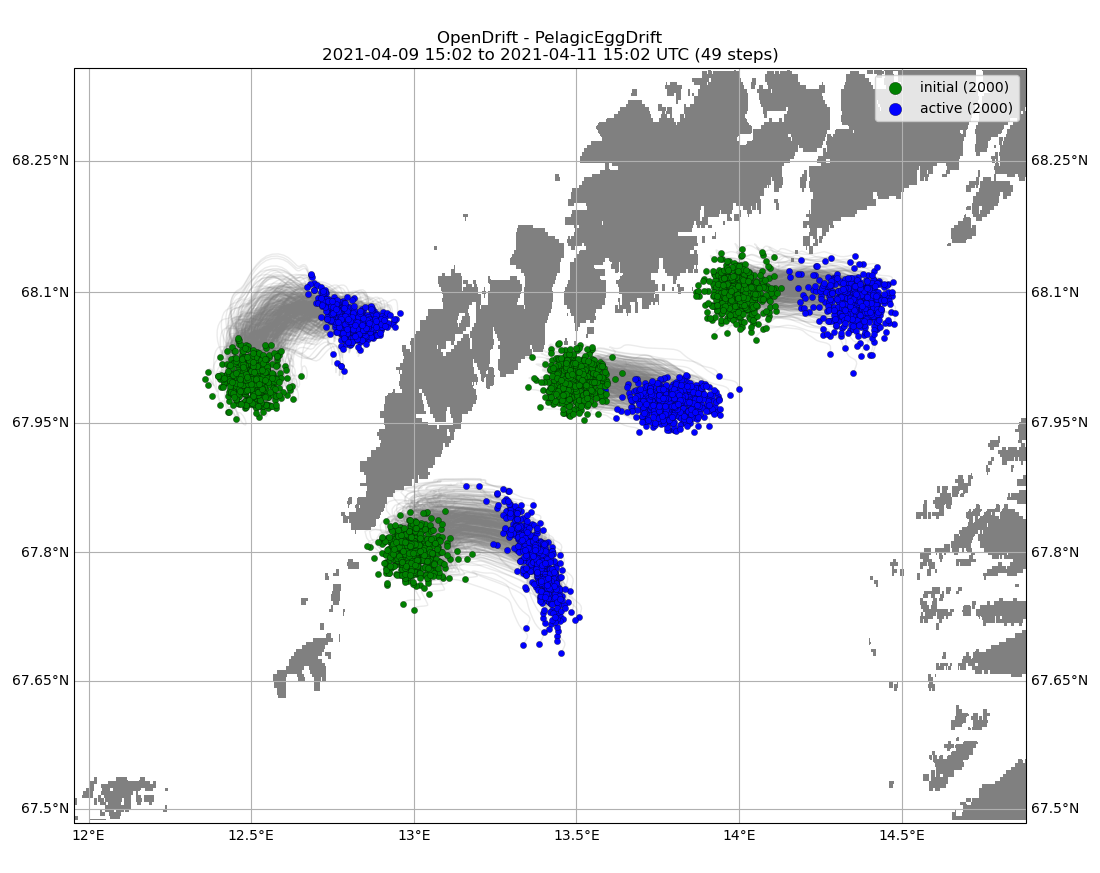 OpenDrift - PelagicEggDrift
2021-04-09 15:02 to 2021-04-11 15:02 UTC (49 steps)
initial (2000)
active (2000)
68.25°N
68.25°N
68.1°N
68.1°N
67.95°N
67.95°N
67.8°N
67.8°N
67.65°N
67.65°N
67.5°N
67.5°N
12°E
12.5°E
13°E
13.5°E
14°E
14.5°E